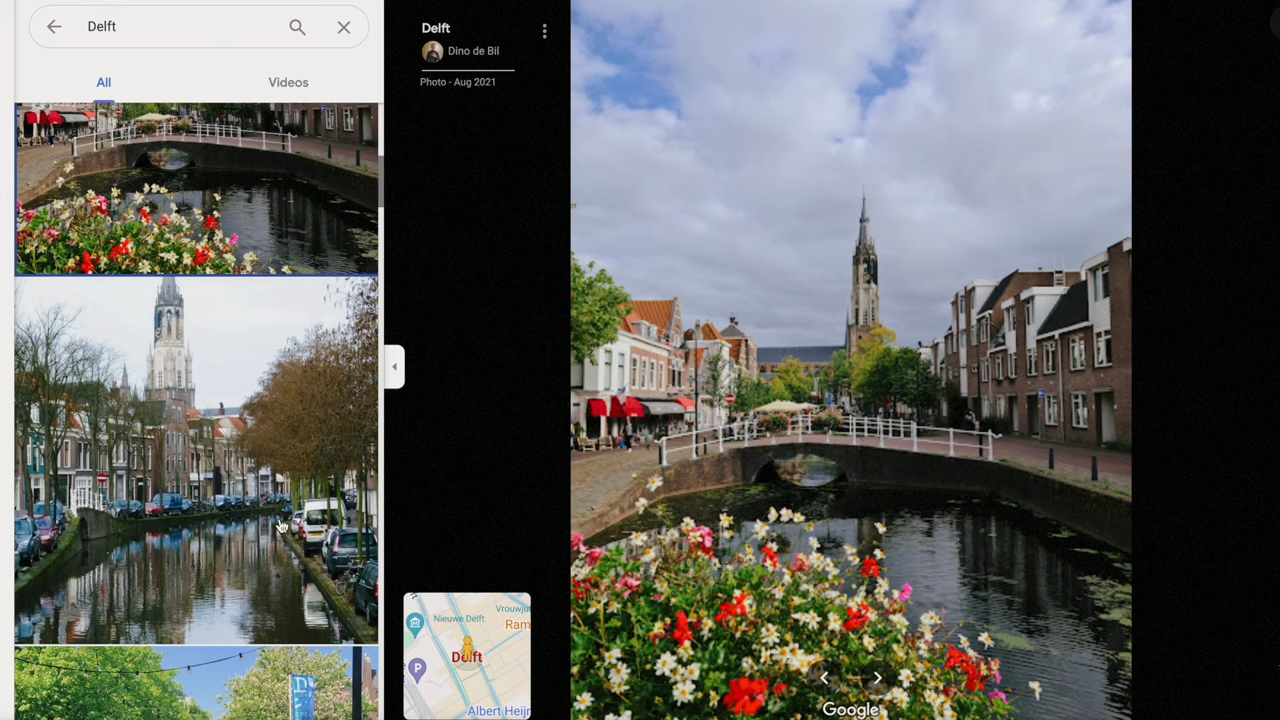 Delft
All
Videos
Delft
Dino de Bil
Photo - Aug 2021
Nieuwe Delft
Vrouwju
Ram
Delft
P
Albert Heijn
Google